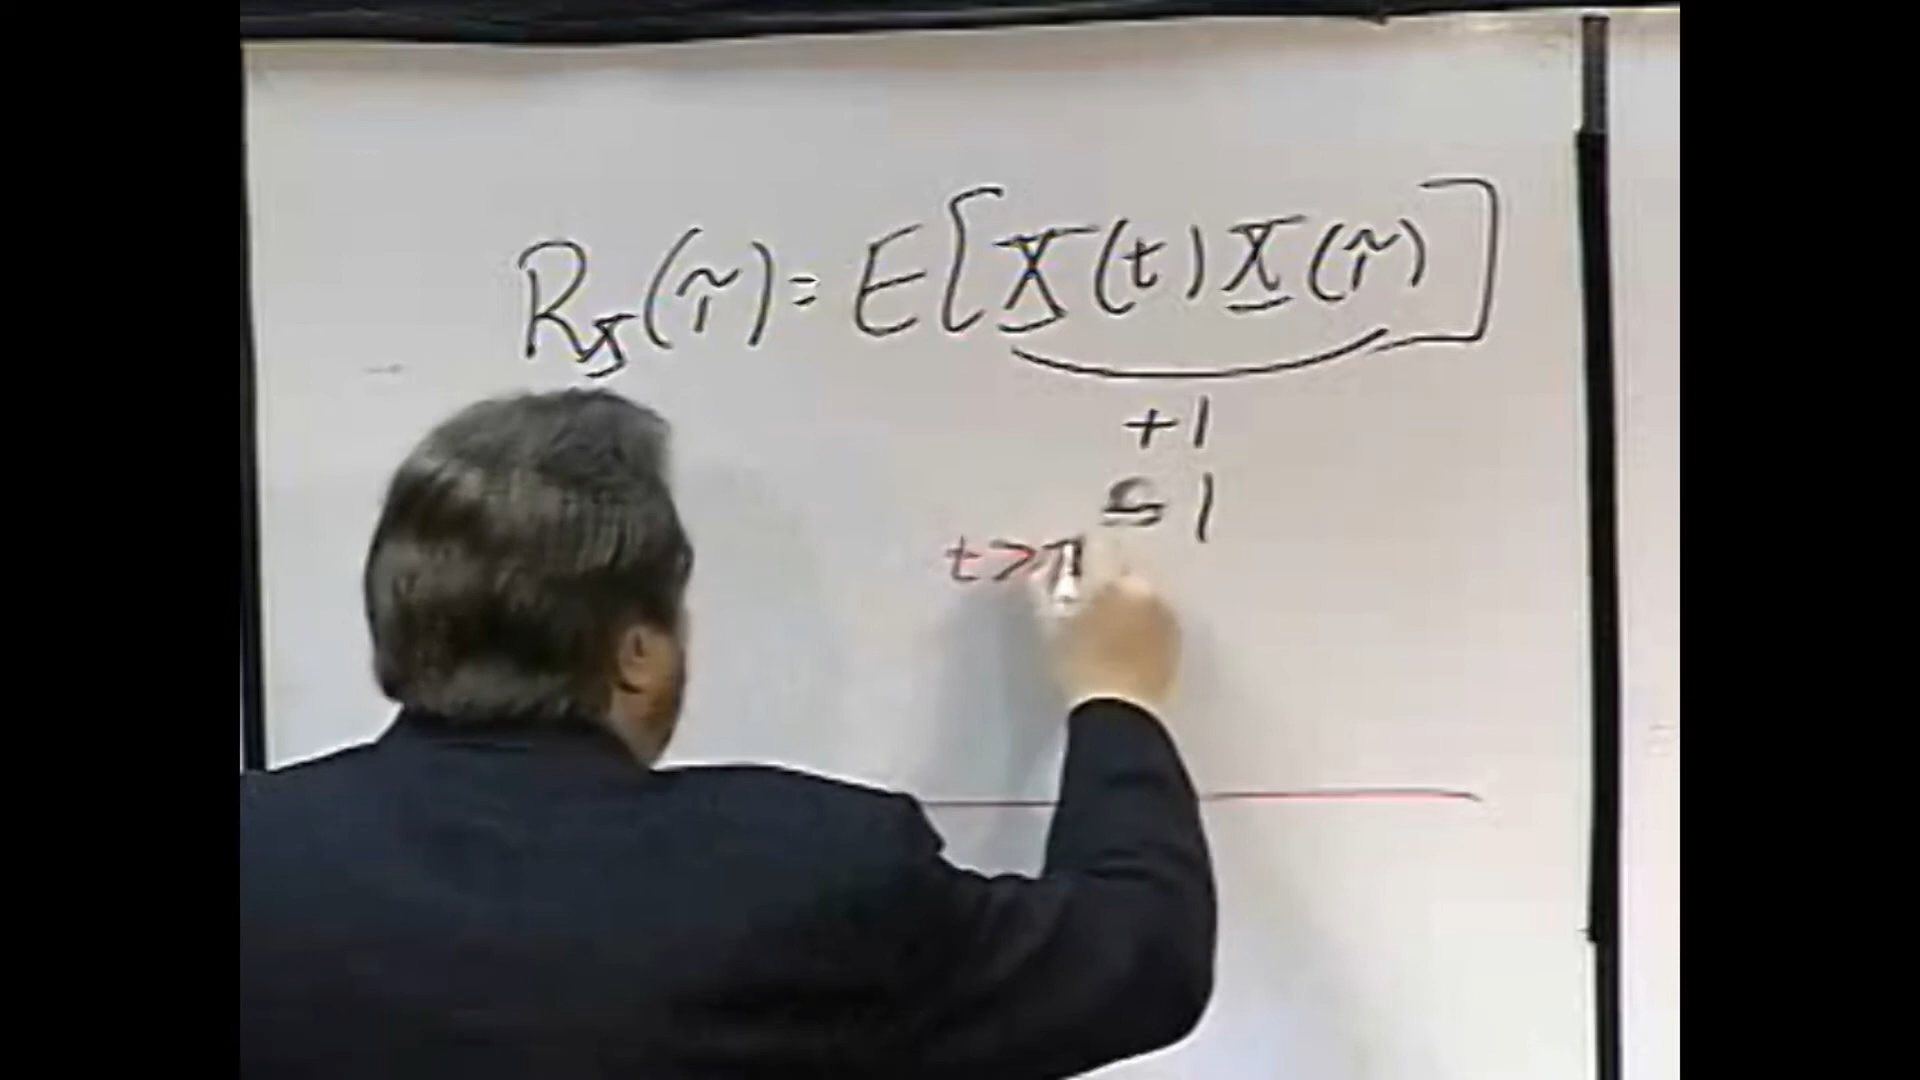 R_X(τ) = E[X(t)X(τ)]
+1
-1
t>τ